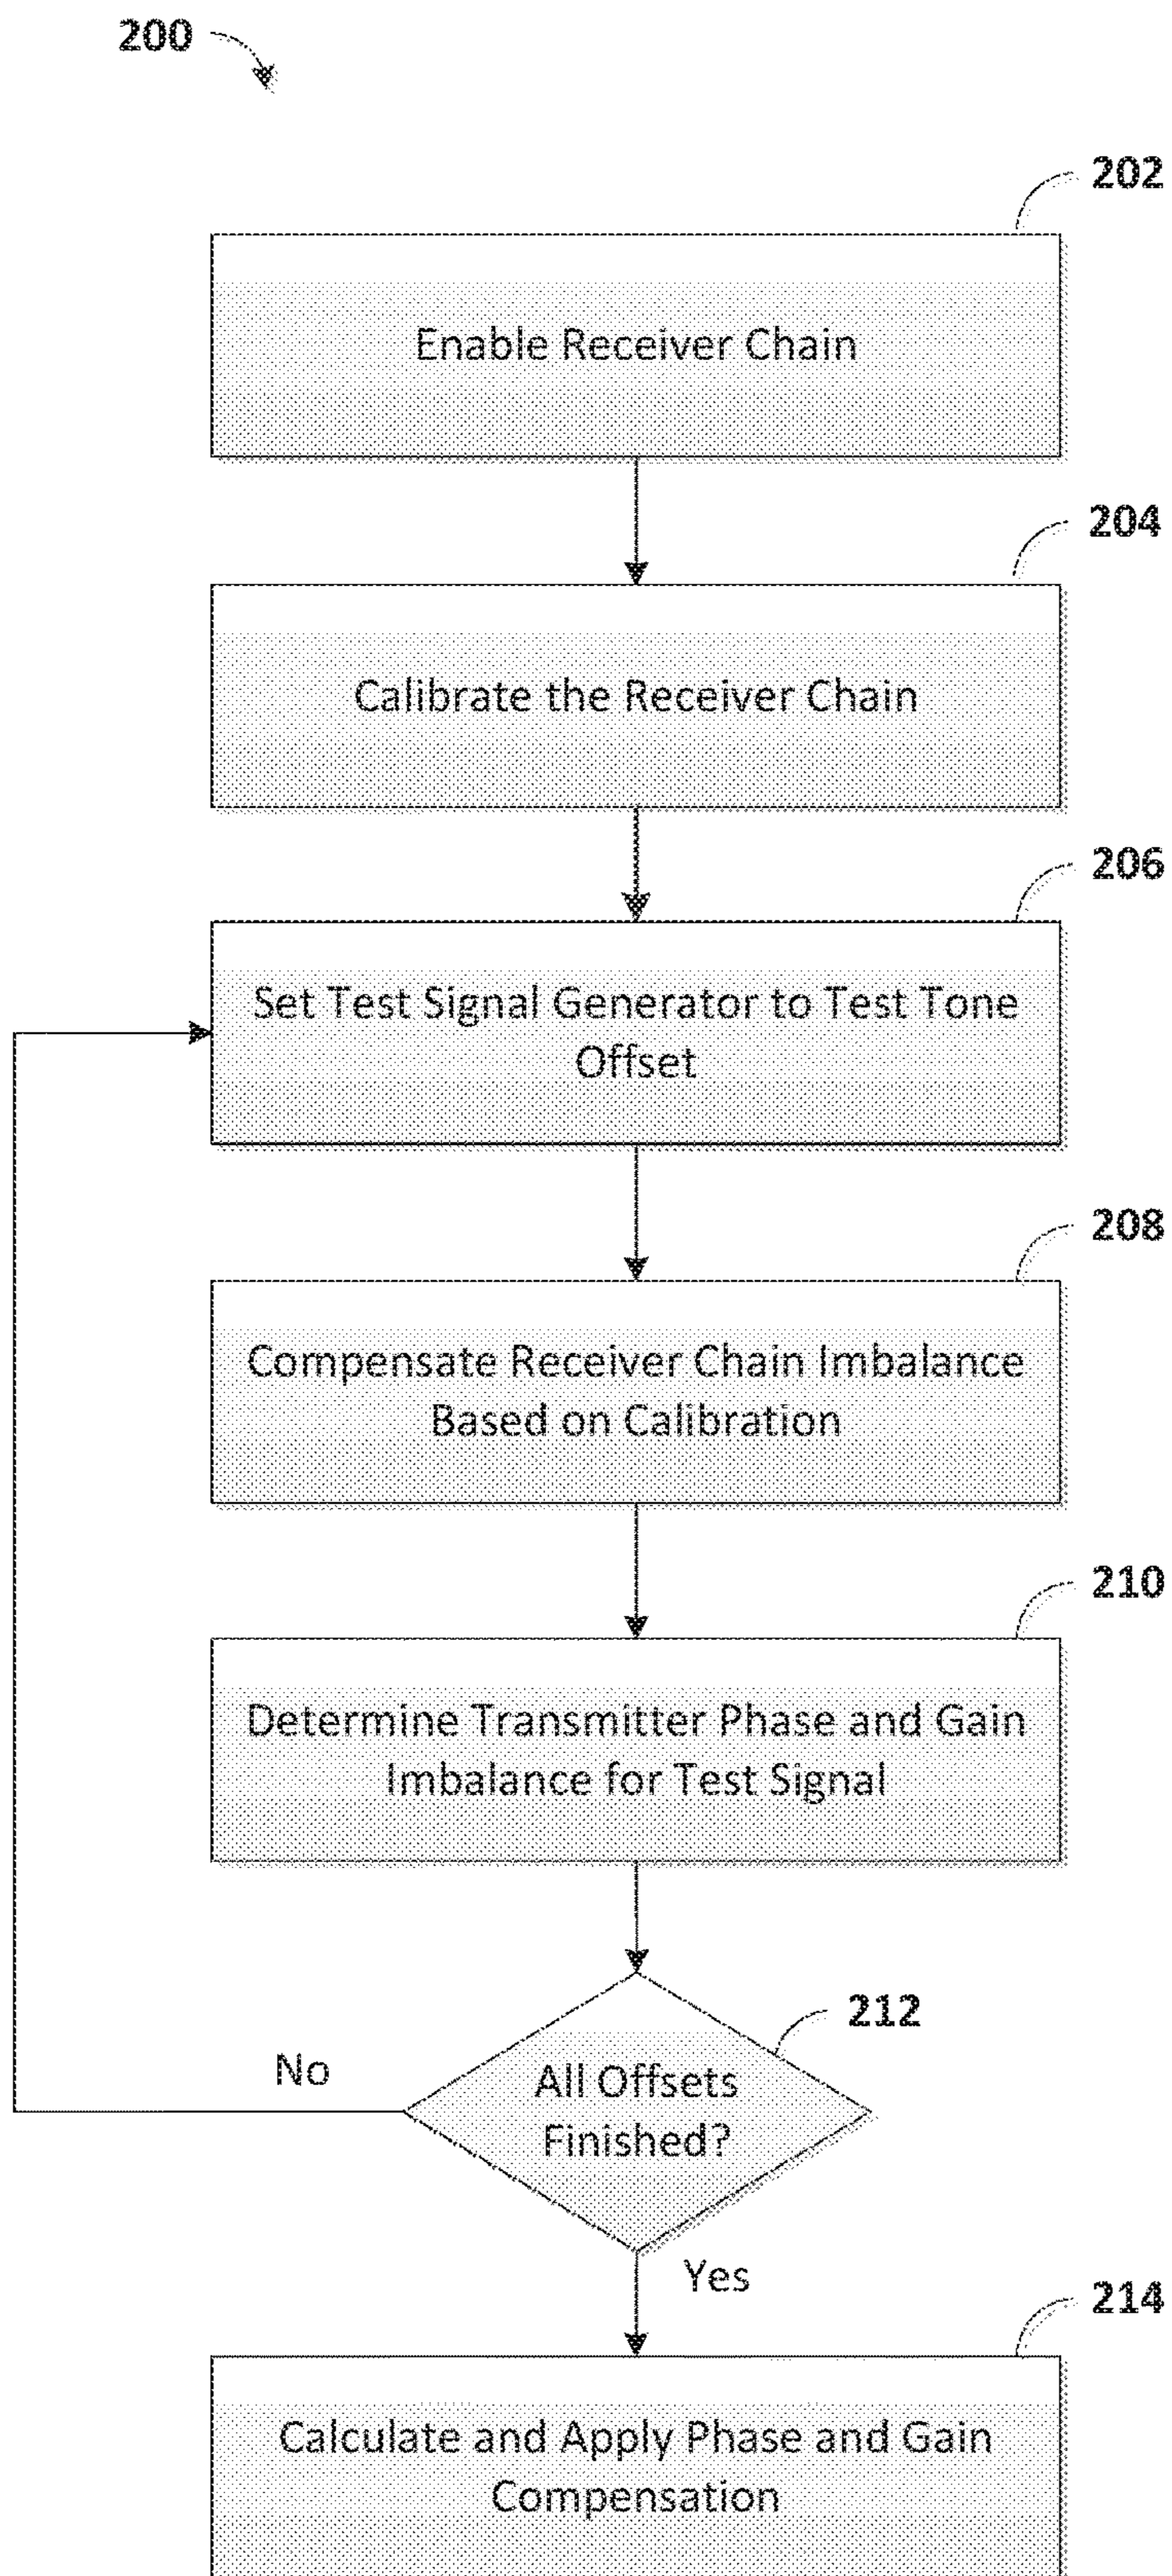 200
202
Enable Receiver Chain
204
Calibrate the Receiver Chain
206
Set Test Signal Generator to Test Tone
Offset
208
Compensate Receiver Chain Imbalance
Based on Calibration
210
Determine Transmitter Phase and Gain
Imbalance for Test Signal
212
All Offsets
Finished?
No
Yes
214
Calculate and Apply Phase and Gain
Compensation